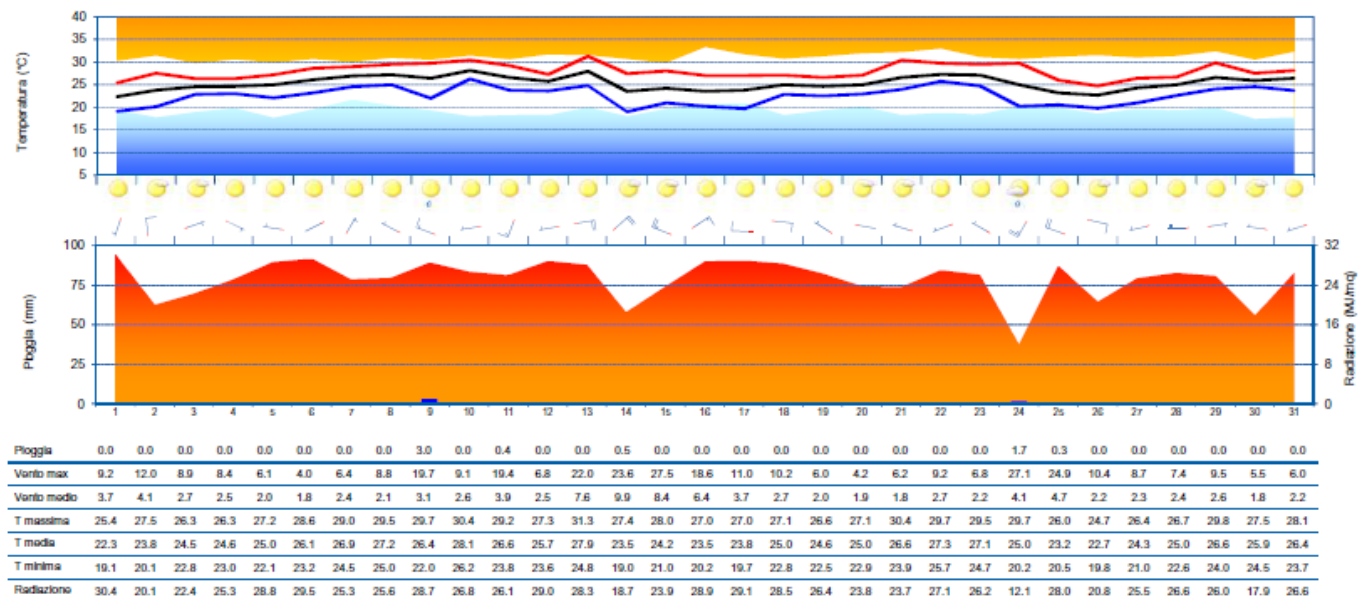 40
35
30
25
20
15
10
5
Temperatura (°C)
0 0
100
75
50
25
0
Pioggia (mm)
32
24
16
8
0
Radiazione (MJ/mq)
1 2 3 4 5 6 7 8 9 10 11 12 13 14 15 16 17 18 19 20 21 22 23 24 25 26 27 28 29 30 31
Pioggia 0.0 0.0 0.0 0.0 0.0 0.0 0.0 0.0 3.0 0.0 0.4 0.0 0.0 0.5 0.0 0.0 0.0 0.0 0.0 0.0 0.0 0.0 0.0 1.7 0.3 0.0 0.0 0.0 0.0 0.0 0.0
Vento max 9.2 12.0 8.9 8.4 6.1 4.0 6.4 8.8 19.7 9.1 19.4 6.8 22.0 23.6 27.5 18.6 11.0 10.2 6.0 4.2 6.2 9.2 6.8 27.1 24.9 10.4 8.7 7.4 9.5 5.5 6.0
Vento medio 3.7 4.1 2.7 2.5 2.0 1.8 2.4 2.1 3.1 2.6 3.9 2.5 7.6 9.9 8.4 6.4 3.7 2.7 2.0 1.9 1.8 2.7 2.2 4.1 4.7 2.2 2.3 2.4 2.6 1.8 2.2
T massima 25.4 27.5 26.3 26.3 27.2 28.6 29.0 29.5 29.7 30.4 29.2 27.3 31.3 27.4 28.0 27.0 27.0 27.1 26.6 27.1 30.4 29.7 29.5 29.7 26.0 24.7 26.4 26.7 29.8 27.5 28.1
T media 22.3 23.8 24.5 24.6 25.0 26.1 26.9 27.2 26.4 28.1 26.6 25.7 27.9 23.5 24.2 23.5 23.8 25.0 24.6 25.0 26.6 27.3 27.1 25.0 23.2 22.7 24.3 25.0 26.6 25.9 26.4
T minima 19.1 20.1 22.8 23.0 22.1 23.2 24.5 25.0 22.0 26.2 23.8 23.6 24.8 19.0 21.0 20.2 19.7 22.8 22.5 22.9 23.9 25.7 24.7 20.2 20.5 19.8 21.0 22.6 24.0 24.5 23.7
Radiazione 30.4 20.1 22.4 25.3 28.8 29.5 25.3 25.6 28.7 26.8 26.1 29.0 28.3 18.7 23.9 28.9 29.1 28.5 26.4 23.8 23.7 27.1 26.2 12.1 28.0 20.8 25.5 26.6 26.0 17.9 26.6